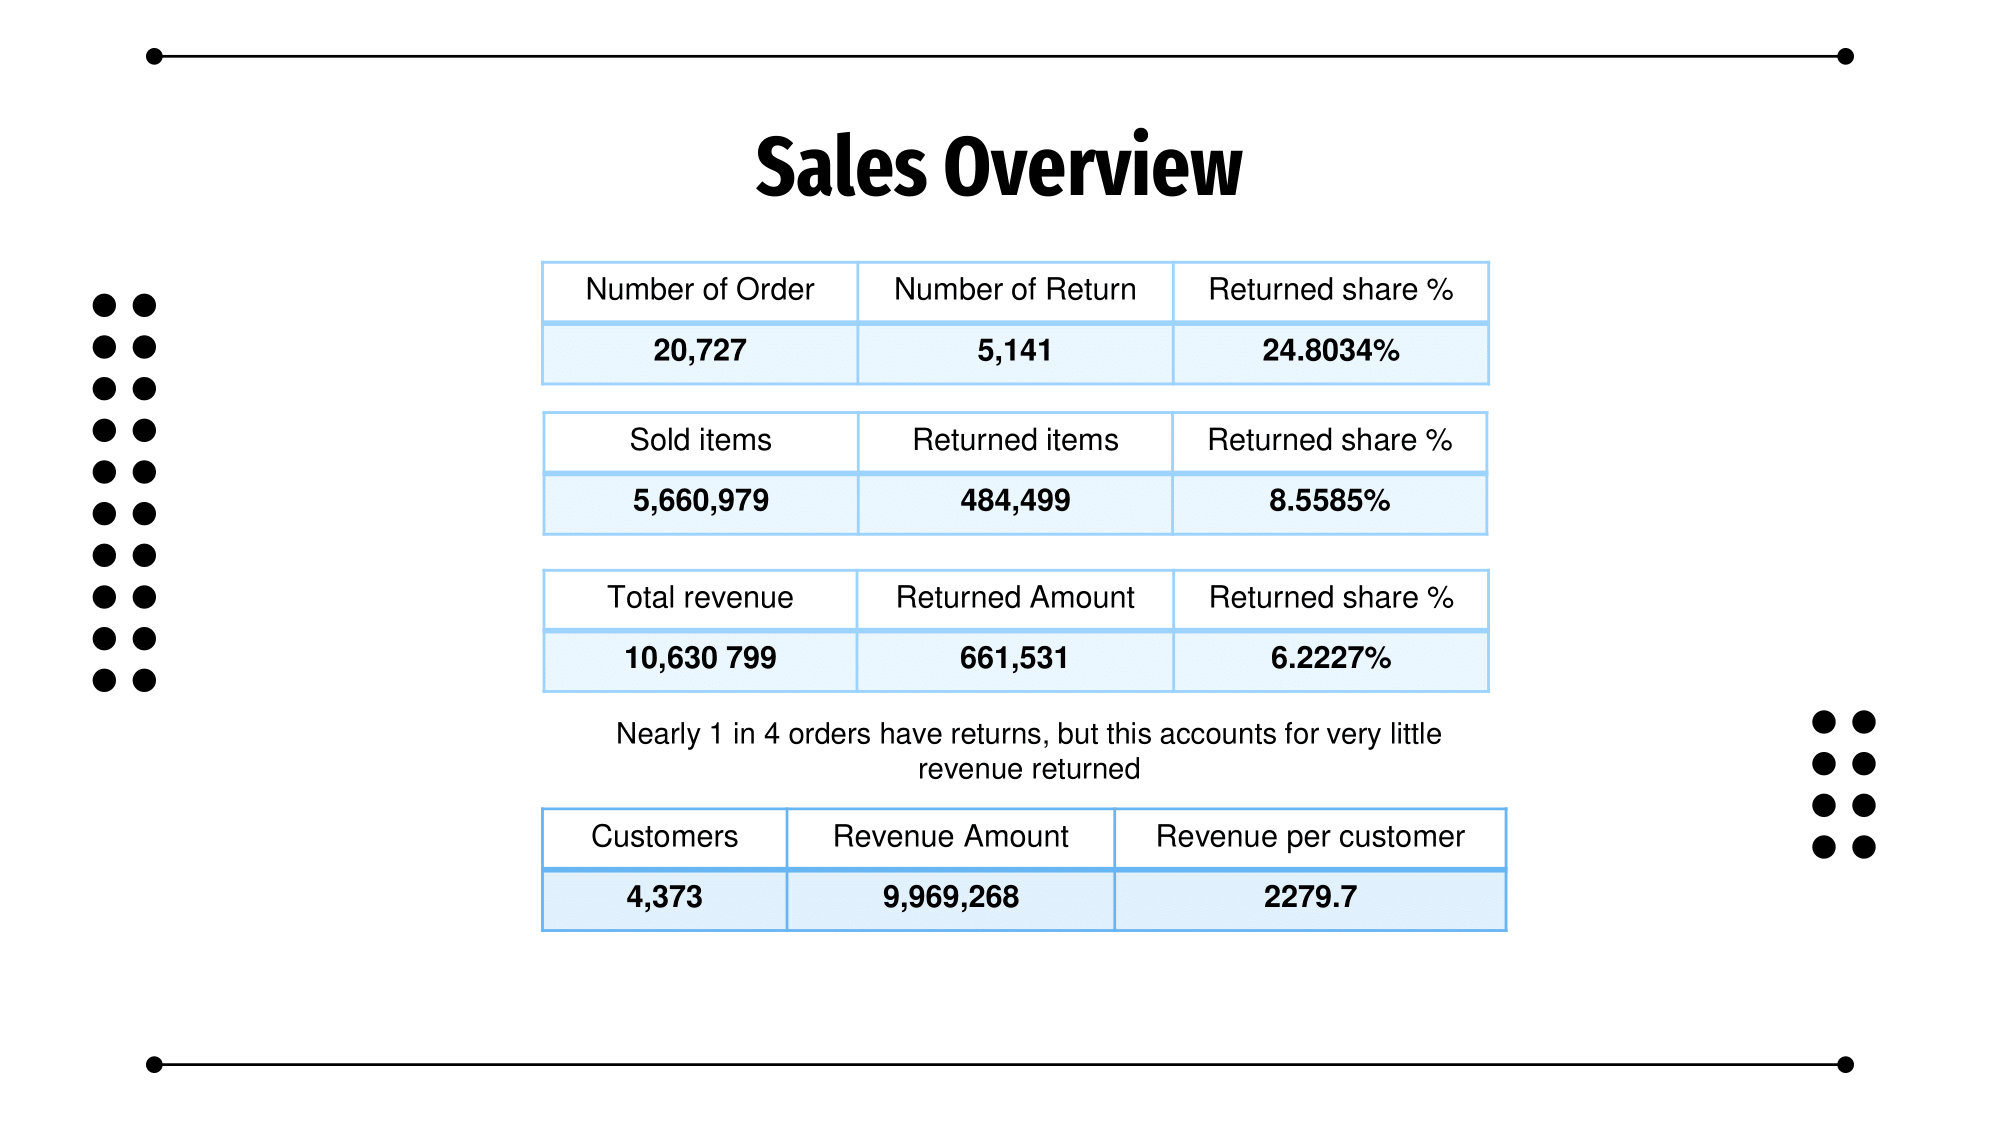 Sales Overview
Number of Order Number of Return Returned share %
20,727 5,141 24.8034%
Sold items Returned items Returned share %
5,660,979 484,499 8.5585%
Total revenue Returned Amount Returned share %
10,630 799 661,531 6.2227%
Nearly 1 in 4 orders have returns, but this accounts for very little
revenue returned
Customers Revenue Amount Revenue per customer
4,373 9,969,268 2279.7